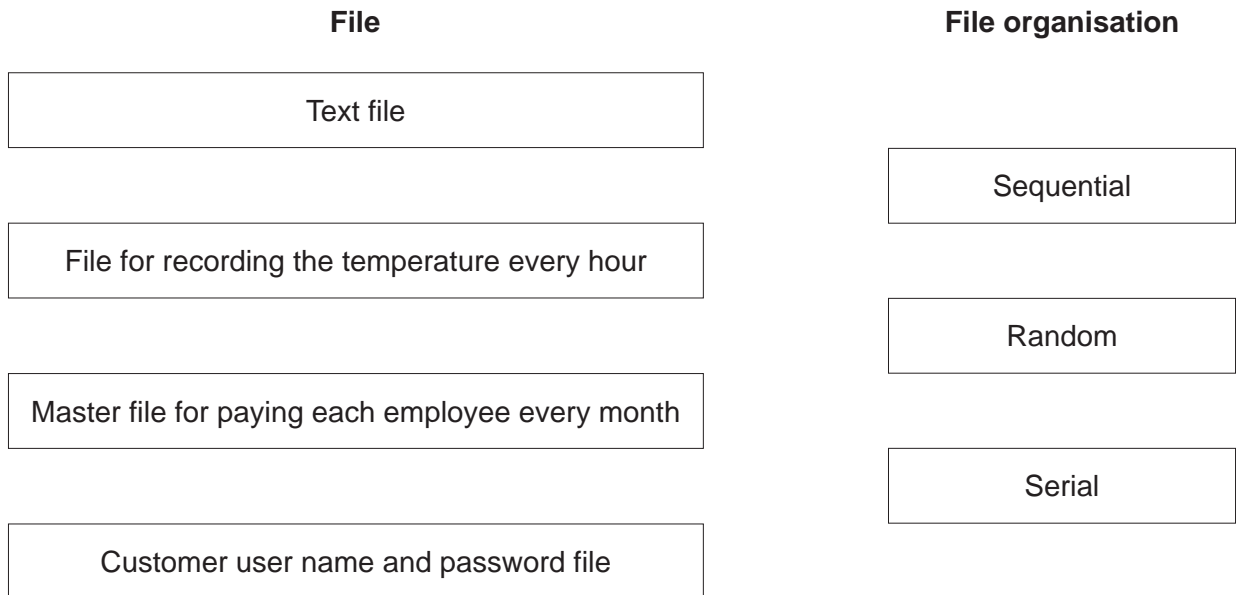 File
File organisation
Text file
Sequential
File for recording the temperature every hour
Random
Master file for paying each employee every month
Serial
Customer user name and password file